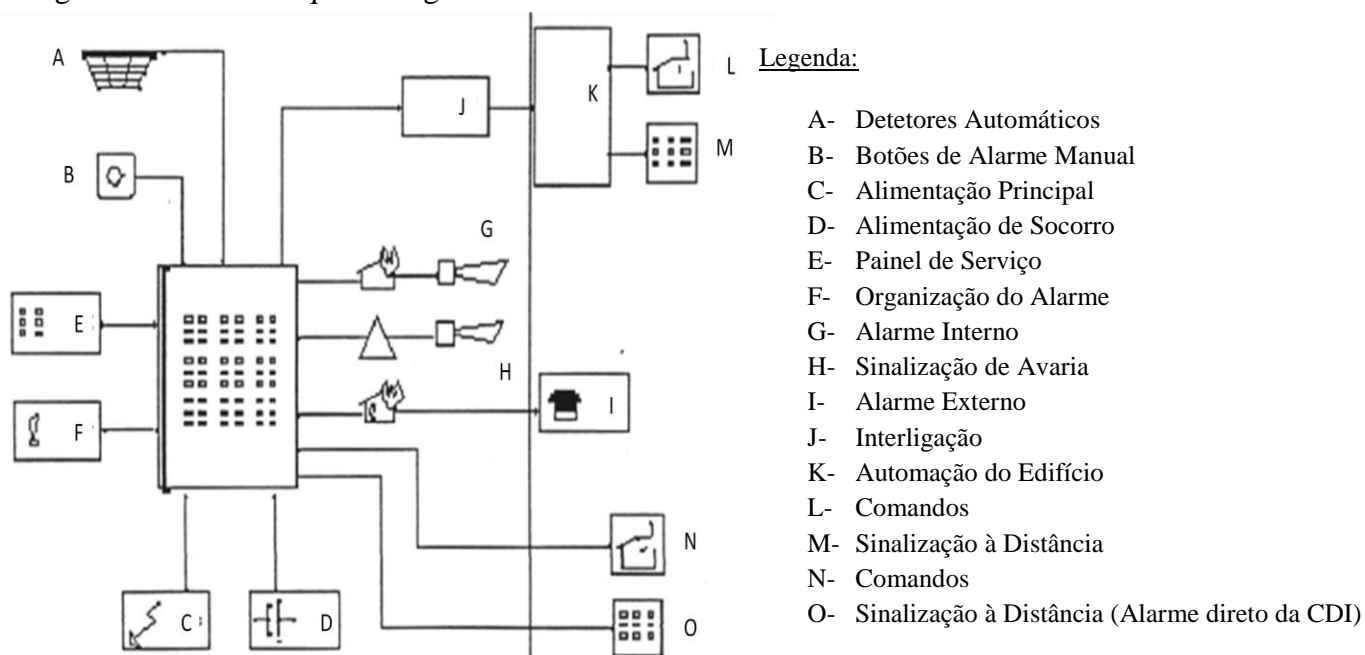 A
B
E
F
C
D
J
K
L
M
G
H
I
N
O
Legenda:
A- Detetores Automáticos
B- Botões de Alarme Manual
C- Alimentação Principal
D- Alimentação de Socorro
E- Painel de Serviço
F- Organização do Alarme
G- Alarme Interno
H- Sinalização de Avaria
I- Alarme Externo
J- Interligação
K- Automação do Edifício
L- Comandos
M- Sinalização à Distância
N- Comandos
O- Sinalização à Distância (Alarme direto da CDI)